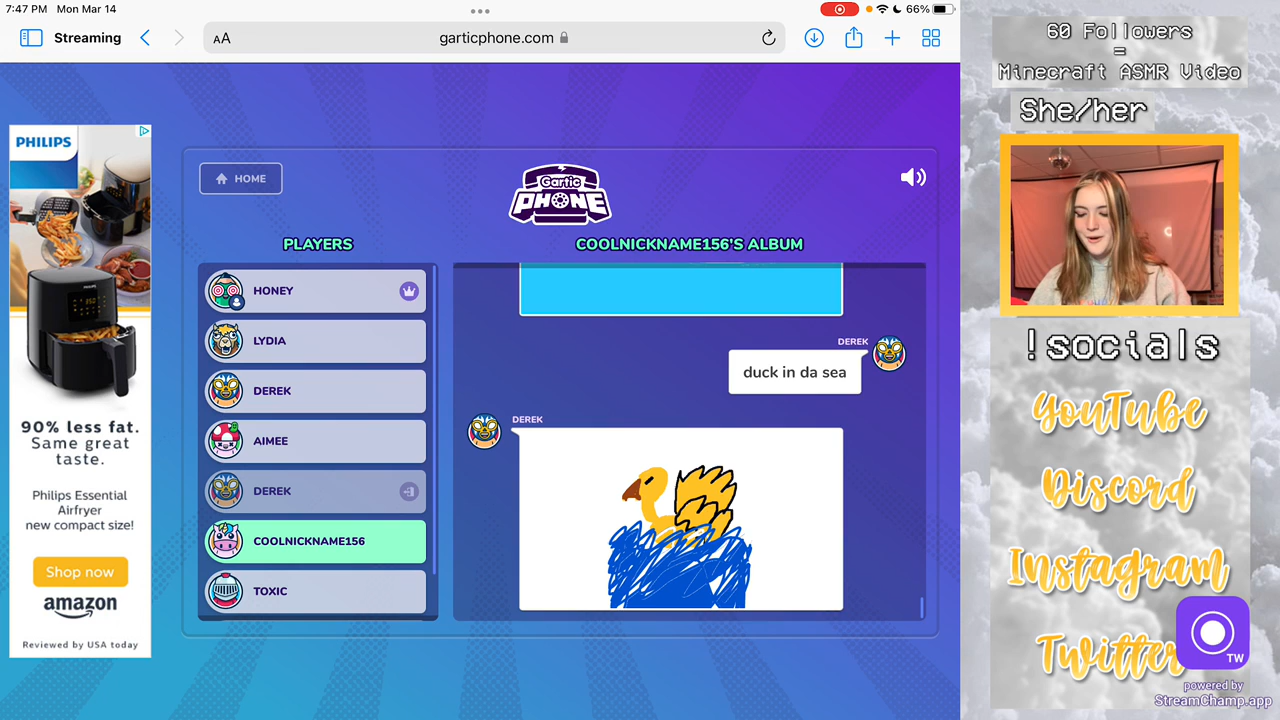 7:47 PM Mon Mar 14
66%
Streaming
AA
garticphone.com
PHILIPS
90% less fat.
Same great
taste.
Philips Essential
Airfryer
new compact size!
Shop now
amazon
Reviewed by USA today
HOME
Gartic
PHONE
PLAYERS
HONEY
LYDIA
DEREK
AIMEE
DEREK
COOLNICKNAME156
TOXIC
COOLNICKNAME156'S ALBUM
DEREK
duck in da sea
DEREK
60 Followers
=
Minecraft ASMR Video
She/her
!socials
YouTube
Discord
Instagram
Twitter
TW
powered by
StreamChamp.app